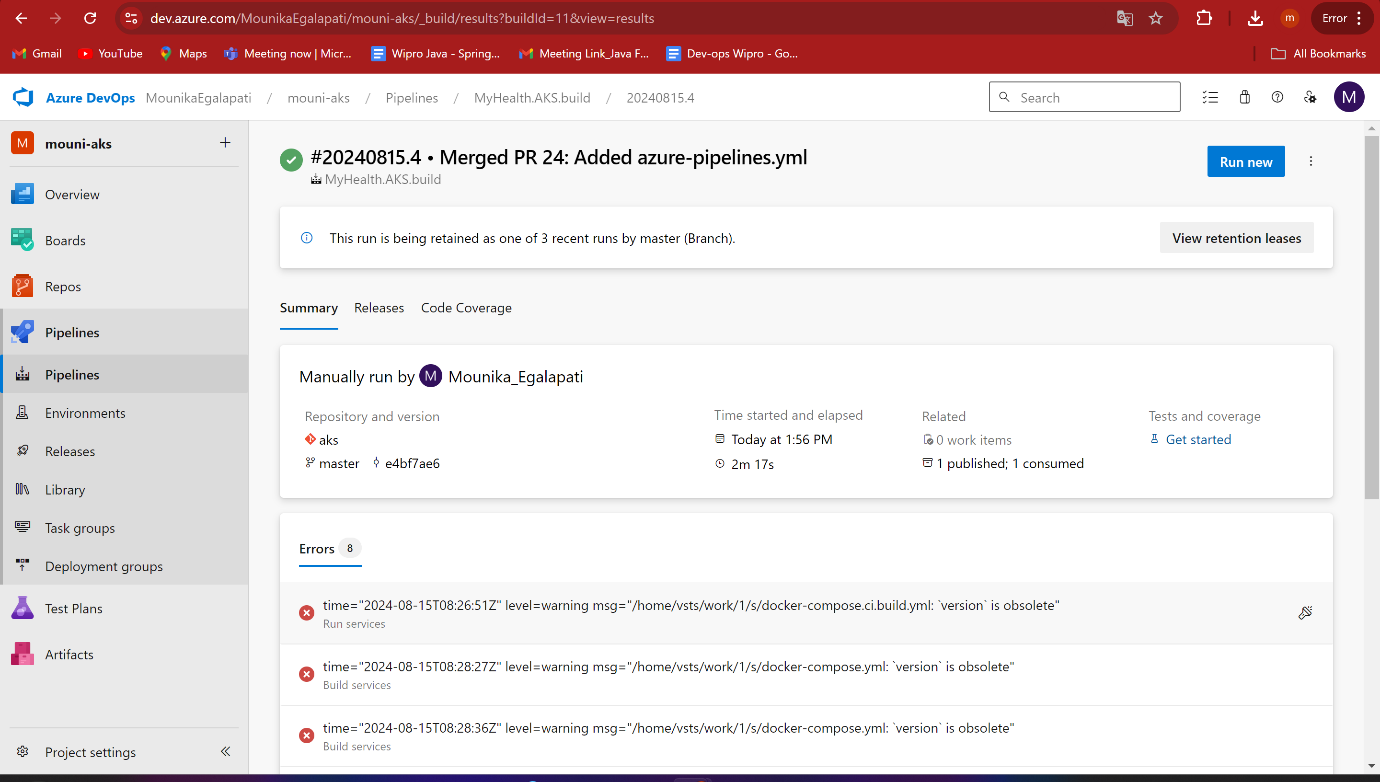 dev.azure.com/MounikaEgalapati/mouni-aks/_build/results?buildId=11&view=results
m
Error
Gmail
YouTube
Maps
Meeting now | Micr...
Wipro Java - Spring...
Meeting Link_Java F...
Dev-ops Wipro - Go...
All Bookmarks
Azure DevOps
MounikaEgalapati / mouni-aks / Pipelines / MyHealth.AKS.build / 20240815.4
Search
M
M mouni-aks +
Overview
Boards
Repos
Pipelines
Pipelines
Environments
Releases
Library
Task groups
Deployment groups
Test Plans
Artifacts
Project settings
#20240815.4 • Merged PR 24: Added azure-pipelines.yml
MyHealth.AKS.build
Run new
This run is being retained as one of 3 recent runs by master (Branch).
View retention leases
Summary Releases Code Coverage
Manually run by M Mounika_Egalapati
Repository and version
aks
master e4bf7ae6
Time started and elapsed
Today at 1:56 PM
2m 17s
Related
0 work items
1 published; 1 consumed
Tests and coverage
Get started
Errors 8
time="2024-08-15T08:26:51Z" level=warning msg="/home/vsts/work/1/s/docker-compose.ci.build.yml: `version` is obsolete"
Run services
time="2024-08-15T08:28:27Z" level=warning msg="/home/vsts/work/1/s/docker-compose.yml: `version` is obsolete"
Build services
time="2024-08-15T08:28:36Z" level=warning msg="/home/vsts/work/1/s/docker-compose.yml: `version` is obsolete"
Build services